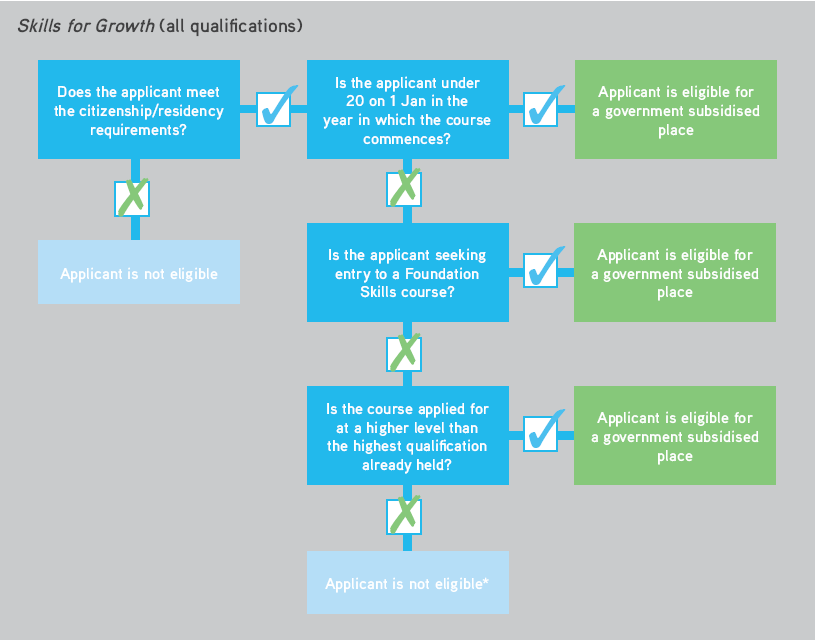 Skills for Growth (all qualifications)
Does the applicant meet
the citizenship/residency
requirements?
Is the applicant under
20 on 1 Jan in the
year in which the course
commences?
Applicant is eligible for
a government subsidised
place
Applicant is not eligible
Is the applicant seeking
entry to a Foundation
Skills course?
Applicant is eligible for
a government subsidised
place
Is the course applied for
at a higher level than
the highest qualification
already held?
Applicant is eligible for
a government subsidised
place
Applicant is not eligible*